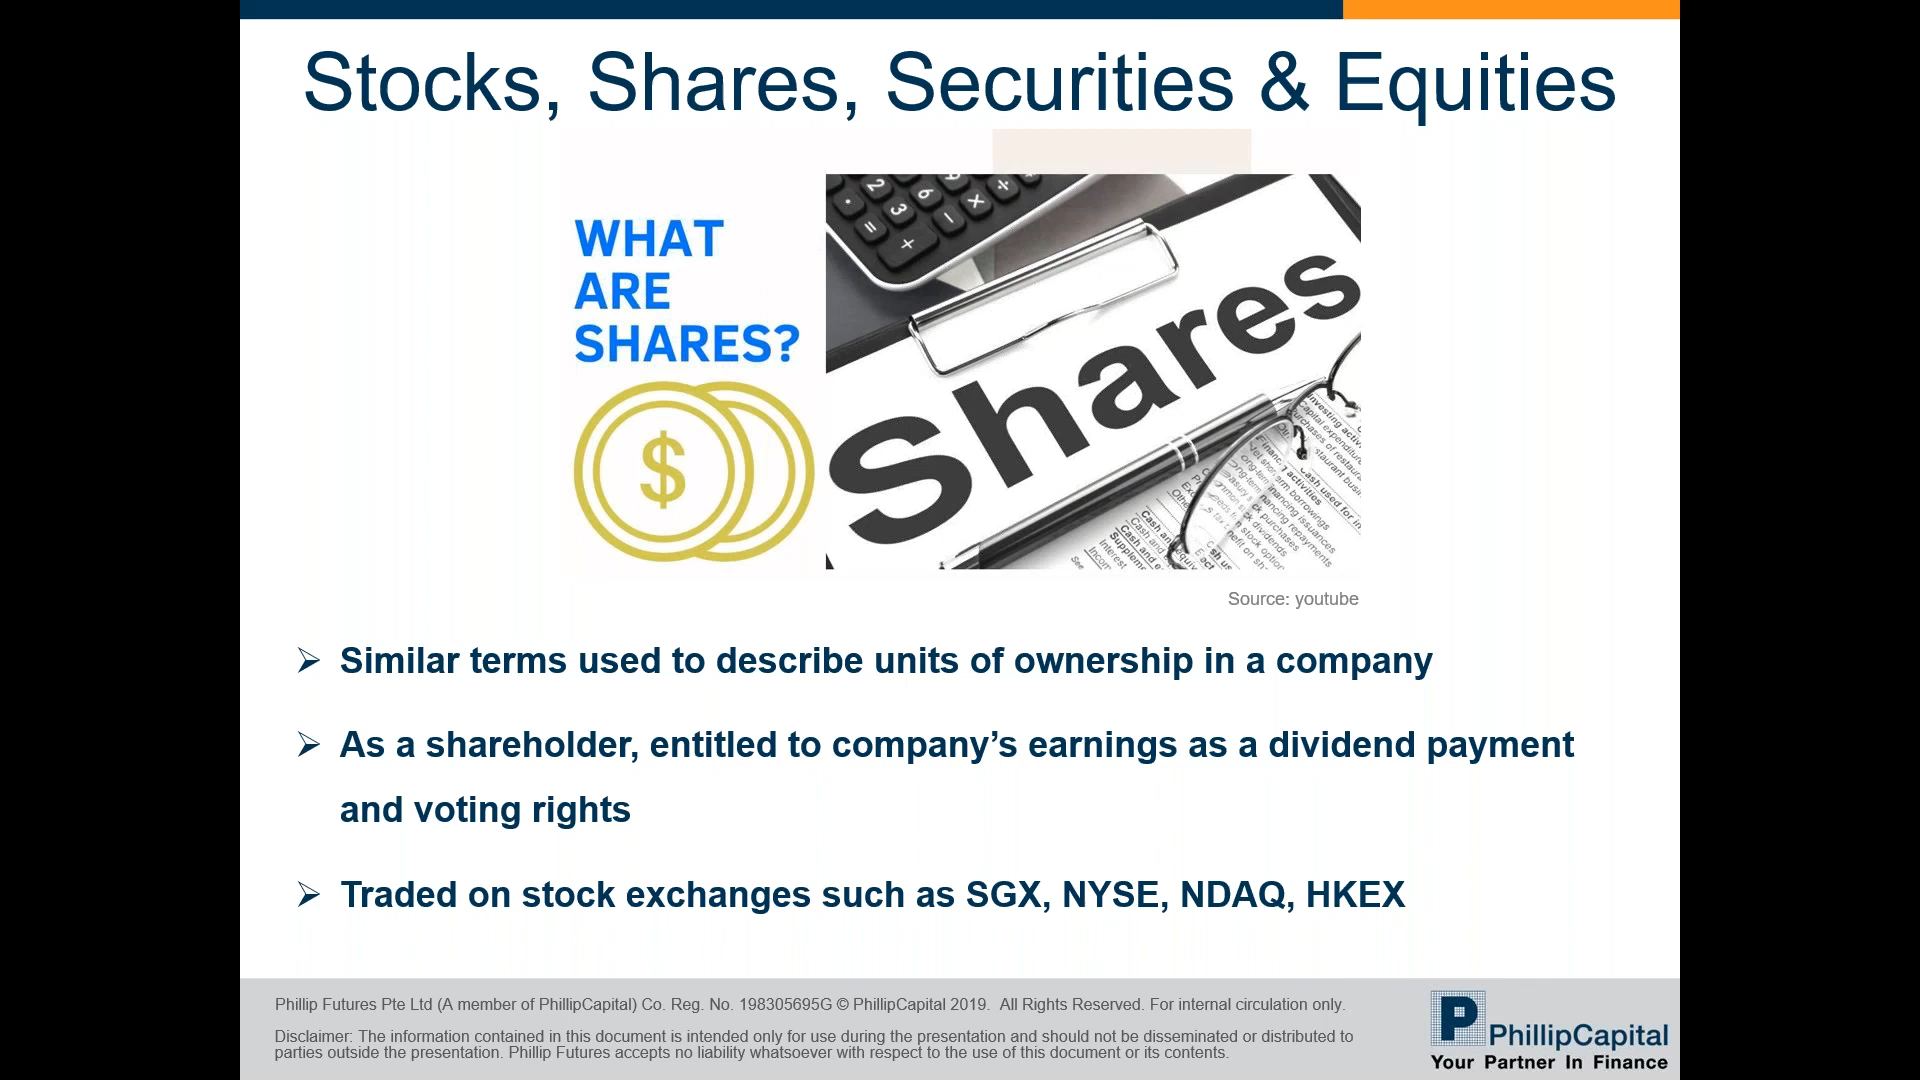 Stocks, Shares, Securities & Equities
WHAT
ARE
SHARES?
$
Shares
Source: youtube
➢ Similar terms used to describe units of ownership in a company
➢ As a shareholder, entitled to company’s earnings as a dividend payment
and voting rights
➢ Traded on stock exchanges such as SGX, NYSE, NDAQ, HKEX
Phillip Futures Pte Ltd (A member of PhillipCapital) Co. Reg. No. 198305695G © PhillipCapital 2019. All Rights Reserved. For internal circulation only.
Disclaimer: The information contained in this document is intended only for use during the presentation and should not be disseminated or distributed to
parties outside the presentation. Phillip Futures accepts no liability whatsoever with respect to the use of this document or its contents.
PhillipCapital
Your Partner In Finance